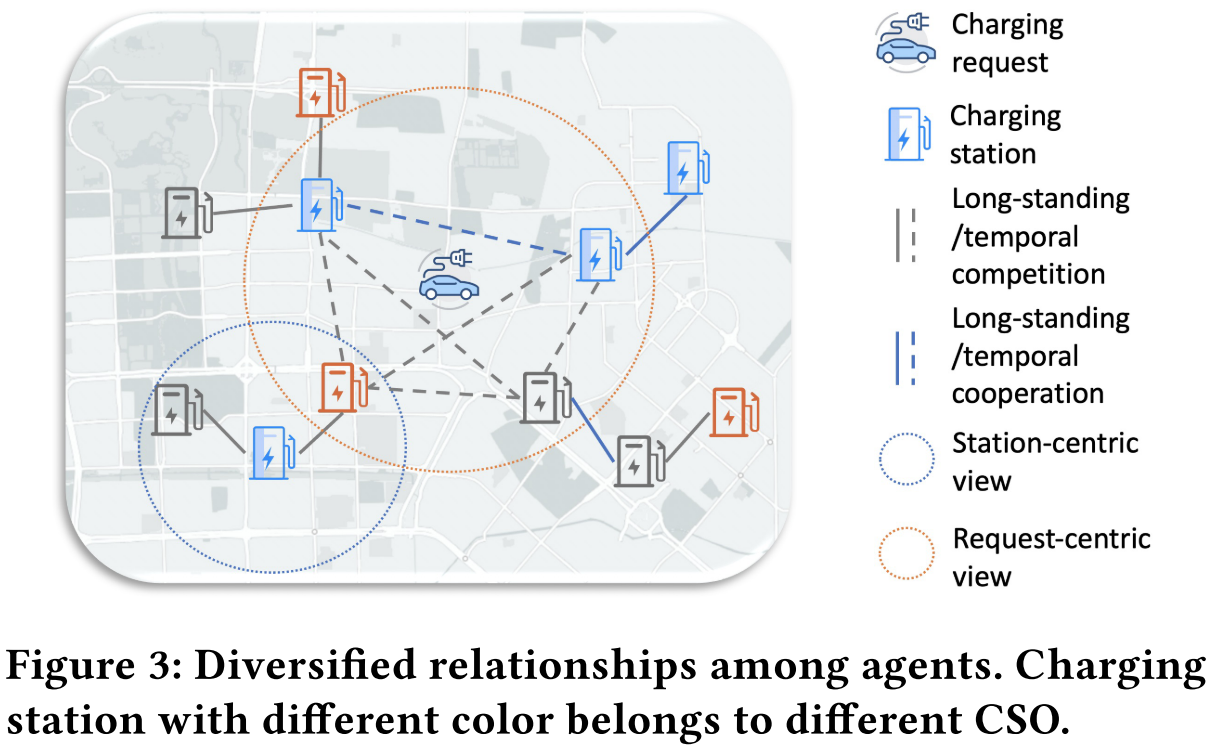 Charging
request
Charging
station
Long-standing
/temporal
competition
Long-standing
/temporal
cooperation
Station-centric
view
Request-centric
view
Figure 3: Diversified relationships among agents. Charging
station with different color belongs to different CSO.